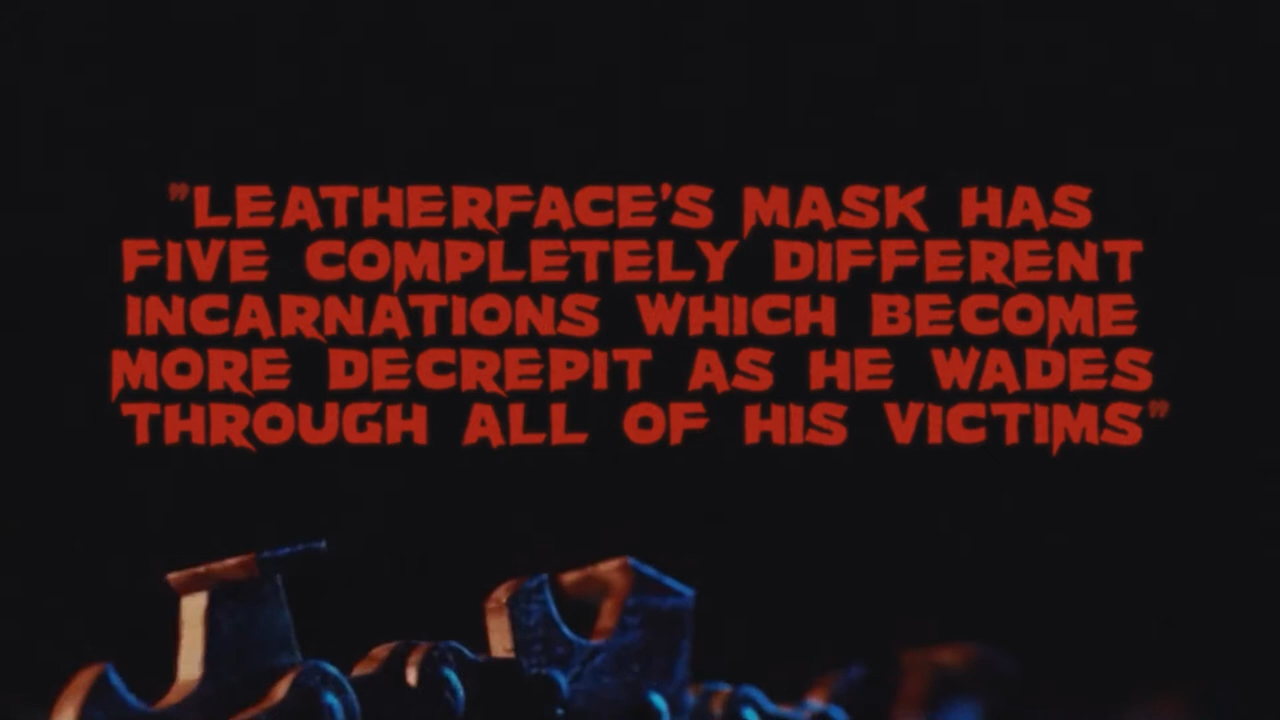 "LEATHERFACE'S MASK HAS
FIVE COMPLETELY DIFFERENT
INCARNATIONS WHICH BECOME
MORE DECREPIT AS HE WADES
THROUGH ALL OF HIS VICTIMS"